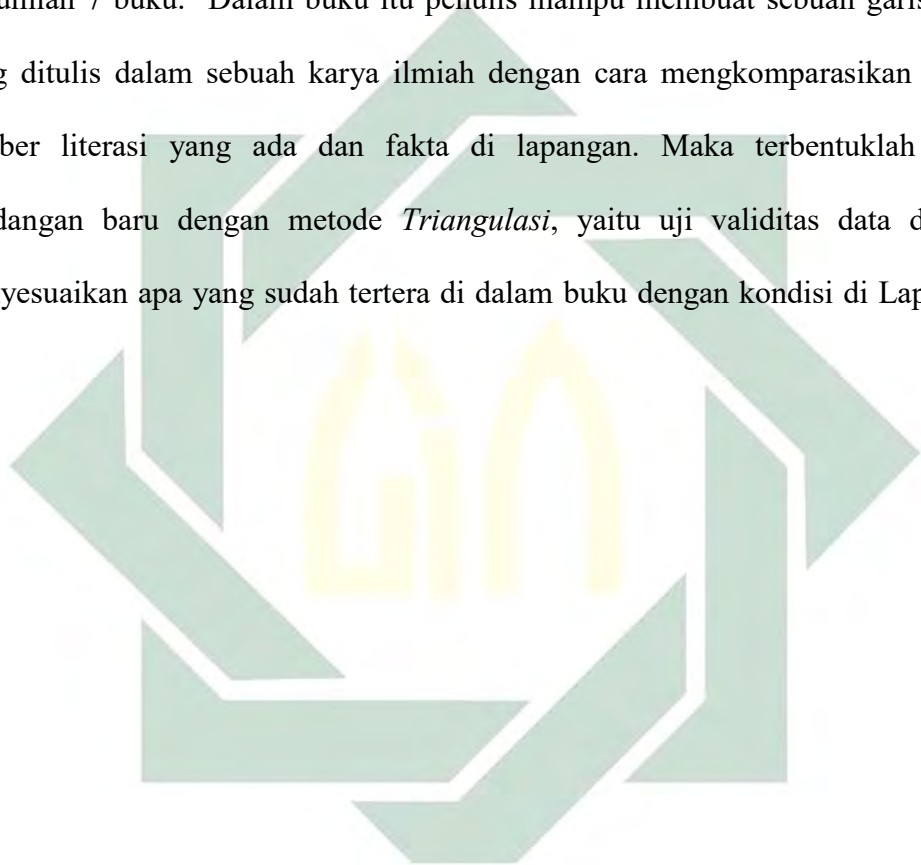 umlah 7 buku. Dalam buku itu penulis mampu membuat sebuah garis
g ditulis dalam sebuah karya ilmiah dengan cara mengkomparasikan
ber literasi yang ada dan fakta di lapangan. Maka terbentuklah
dangan baru dengan metode Triangulasi, yaitu uji validitas data d
yesuaikan apa yang sudah tertera di dalam buku dengan kondisi di Lap
uin